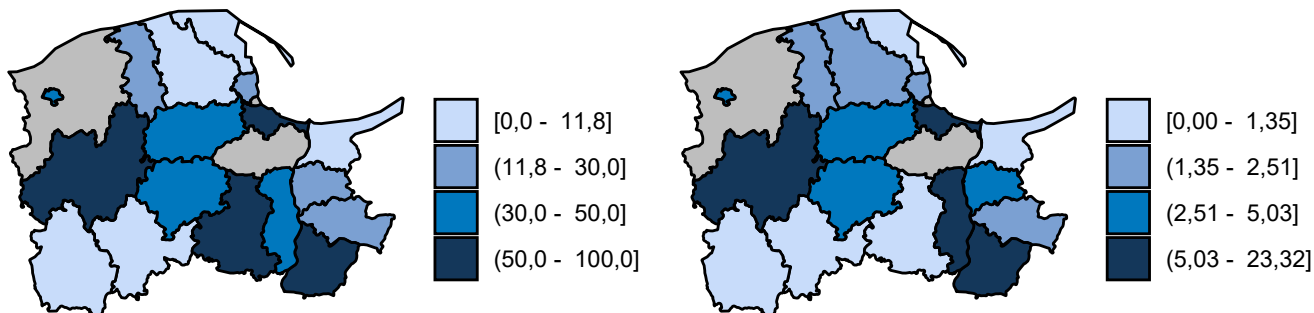 [0,0 - 11,8]
(11,8 - 30,0]
(30,0 - 50,0]
(50,0 - 100,0]
[0,00 - 1,35]
(1,35 - 2,51]
(2,51 - 5,03]
(5,03 - 23,32]